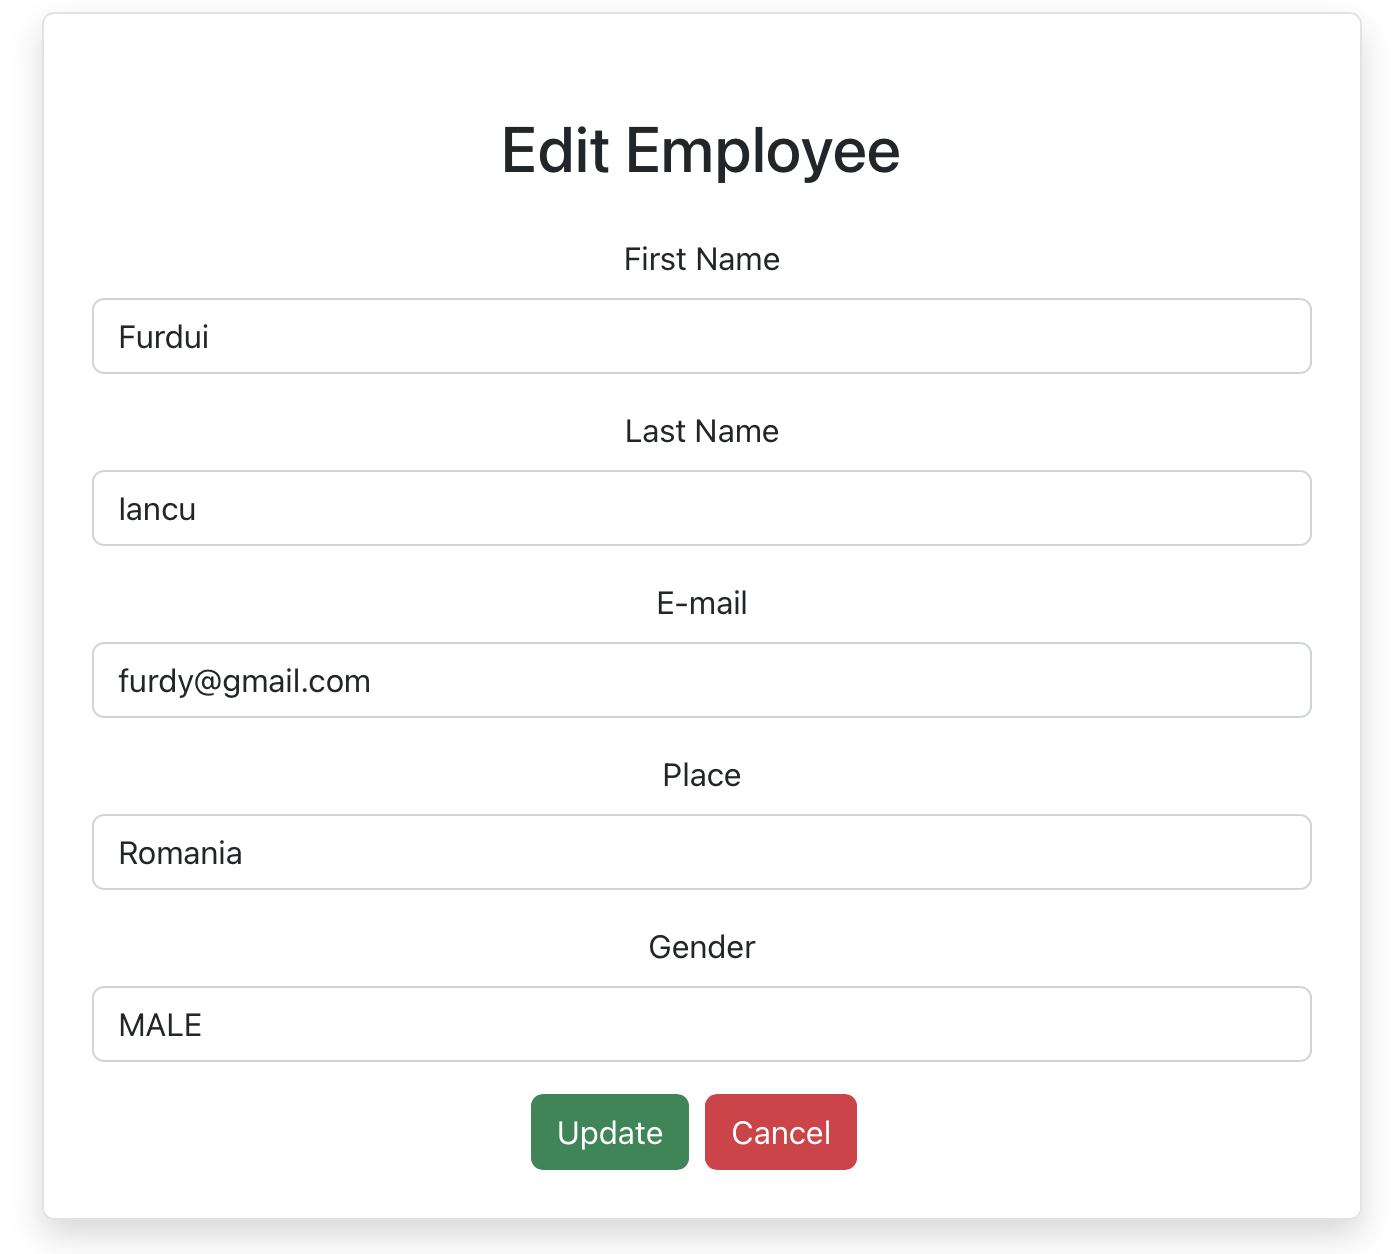 Edit Employee
First Name
Furdui
Last Name
Iancu
E-mail
furdy@gmail.com
Place
Romania
Gender
MALE
Update Cancel